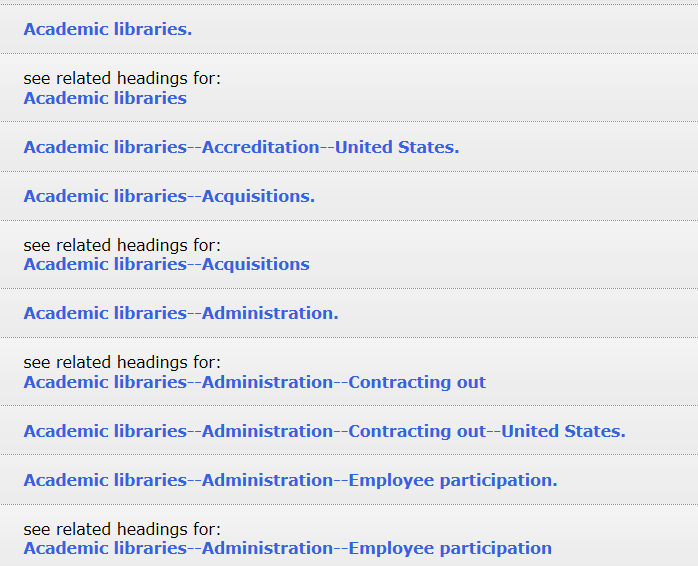 Academic libraries.
see related headings for:
Academic libraries
Academic libraries--Accreditation--United States.
Academic libraries--Acquisitions.
see related headings for:
Academic libraries--Acquisitions
Academic libraries--Administration.
see related headings for:
Academic libraries--Administration--Contracting out
Academic libraries--Administration--Contracting out--United States.
Academic libraries--Administration--Employee participation.
see related headings for:
Academic libraries--Administration--Employee participation